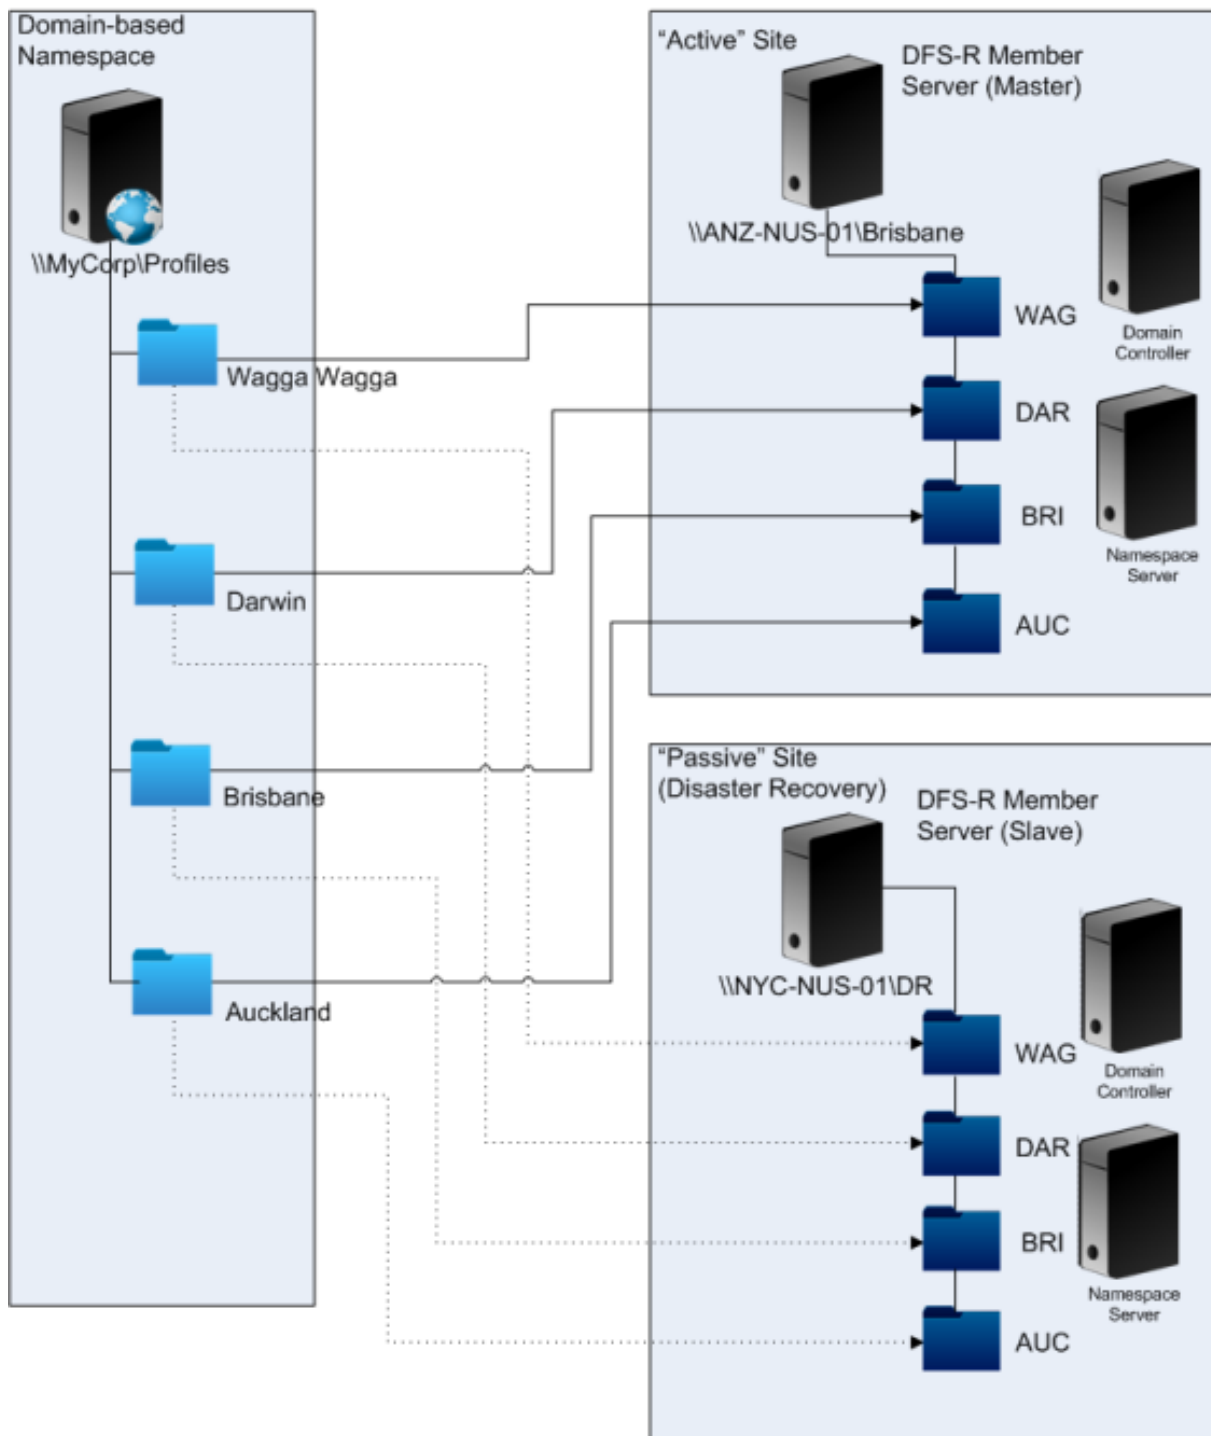 Domain-based
Namespace
\\MyCorp\Profiles
Wagga Wagga
Darwin
Brisbane
Auckland
“Active” Site
DFS-R Member
Server (Master)
\\ANZ-NUS-01\Brisbane
WAG
DAR
BRI
AUC
Domain
Controller
Namespace
Server
“Passive” Site
(Disaster Recovery)
DFS-R Member
Server (Slave)
\\NYC-NUS-01\DR
WAG
DAR
BRI
AUC
Domain
Controller
Namespace
Server